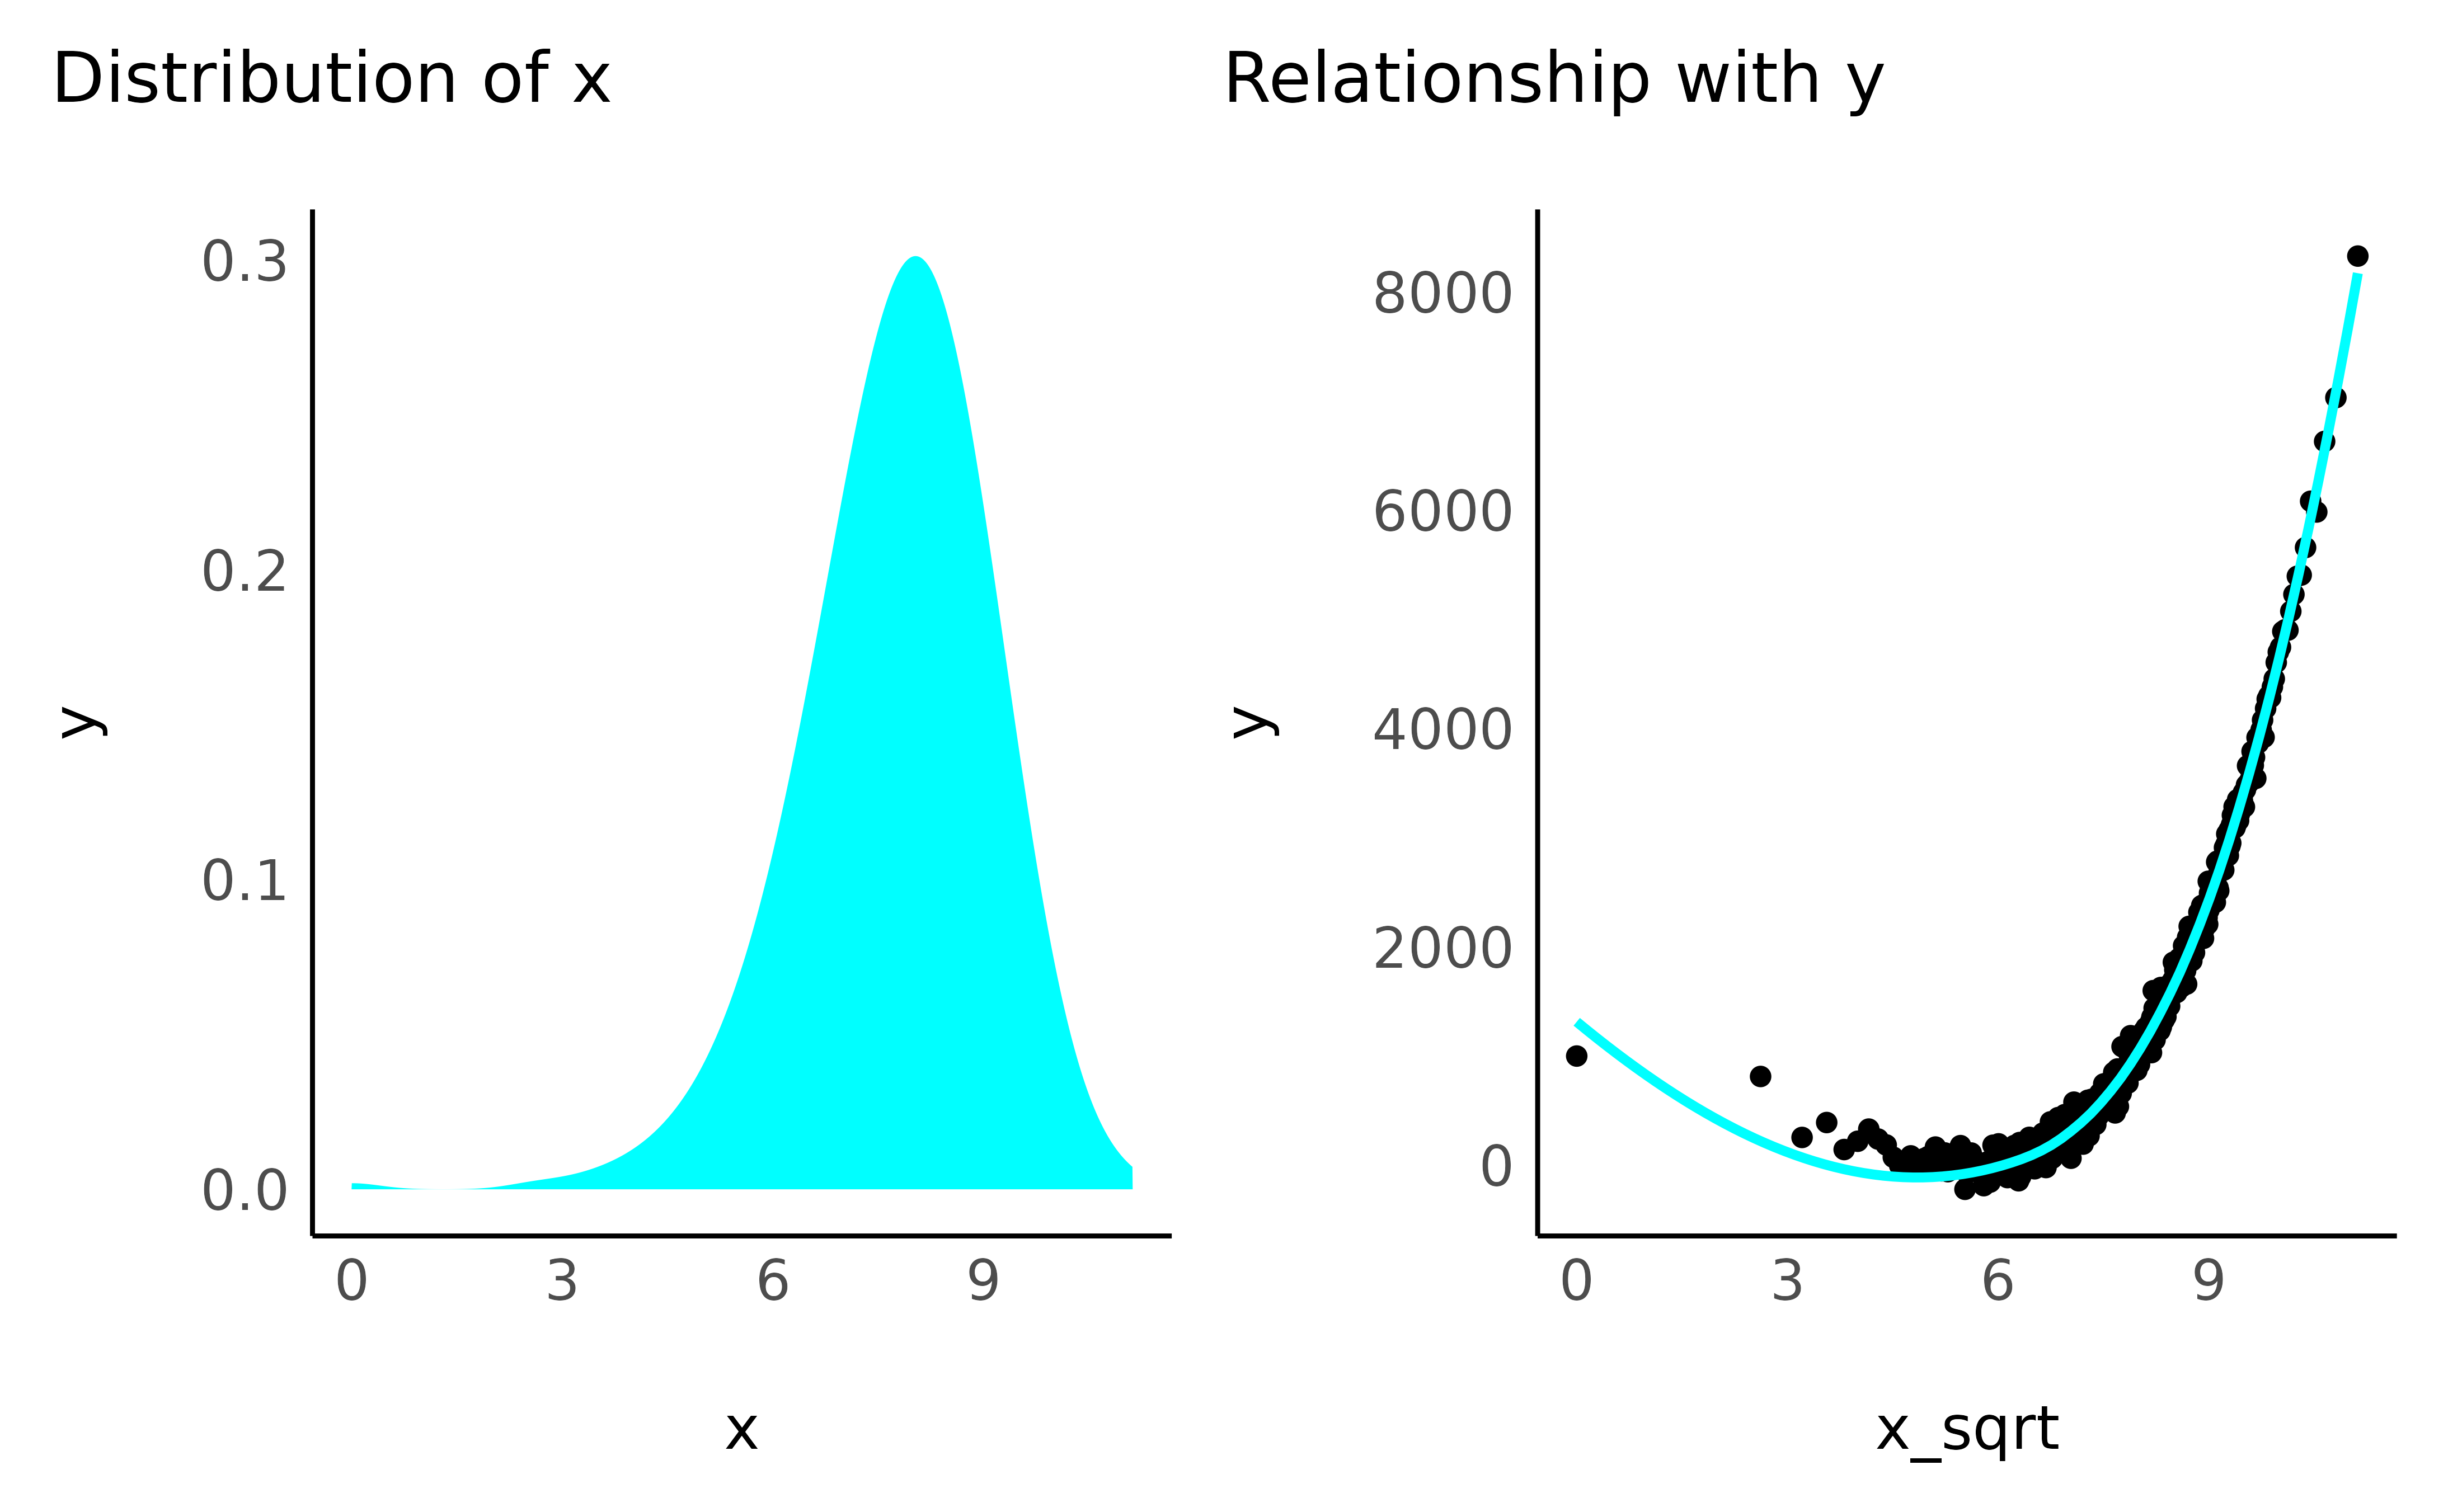 Distribution of x
Relationship with y
0.3
0.2
0.1
0.0
y
0 3 6 9
x
8000
6000
4000
2000
0
y
0 3 6 9
x_sqrt